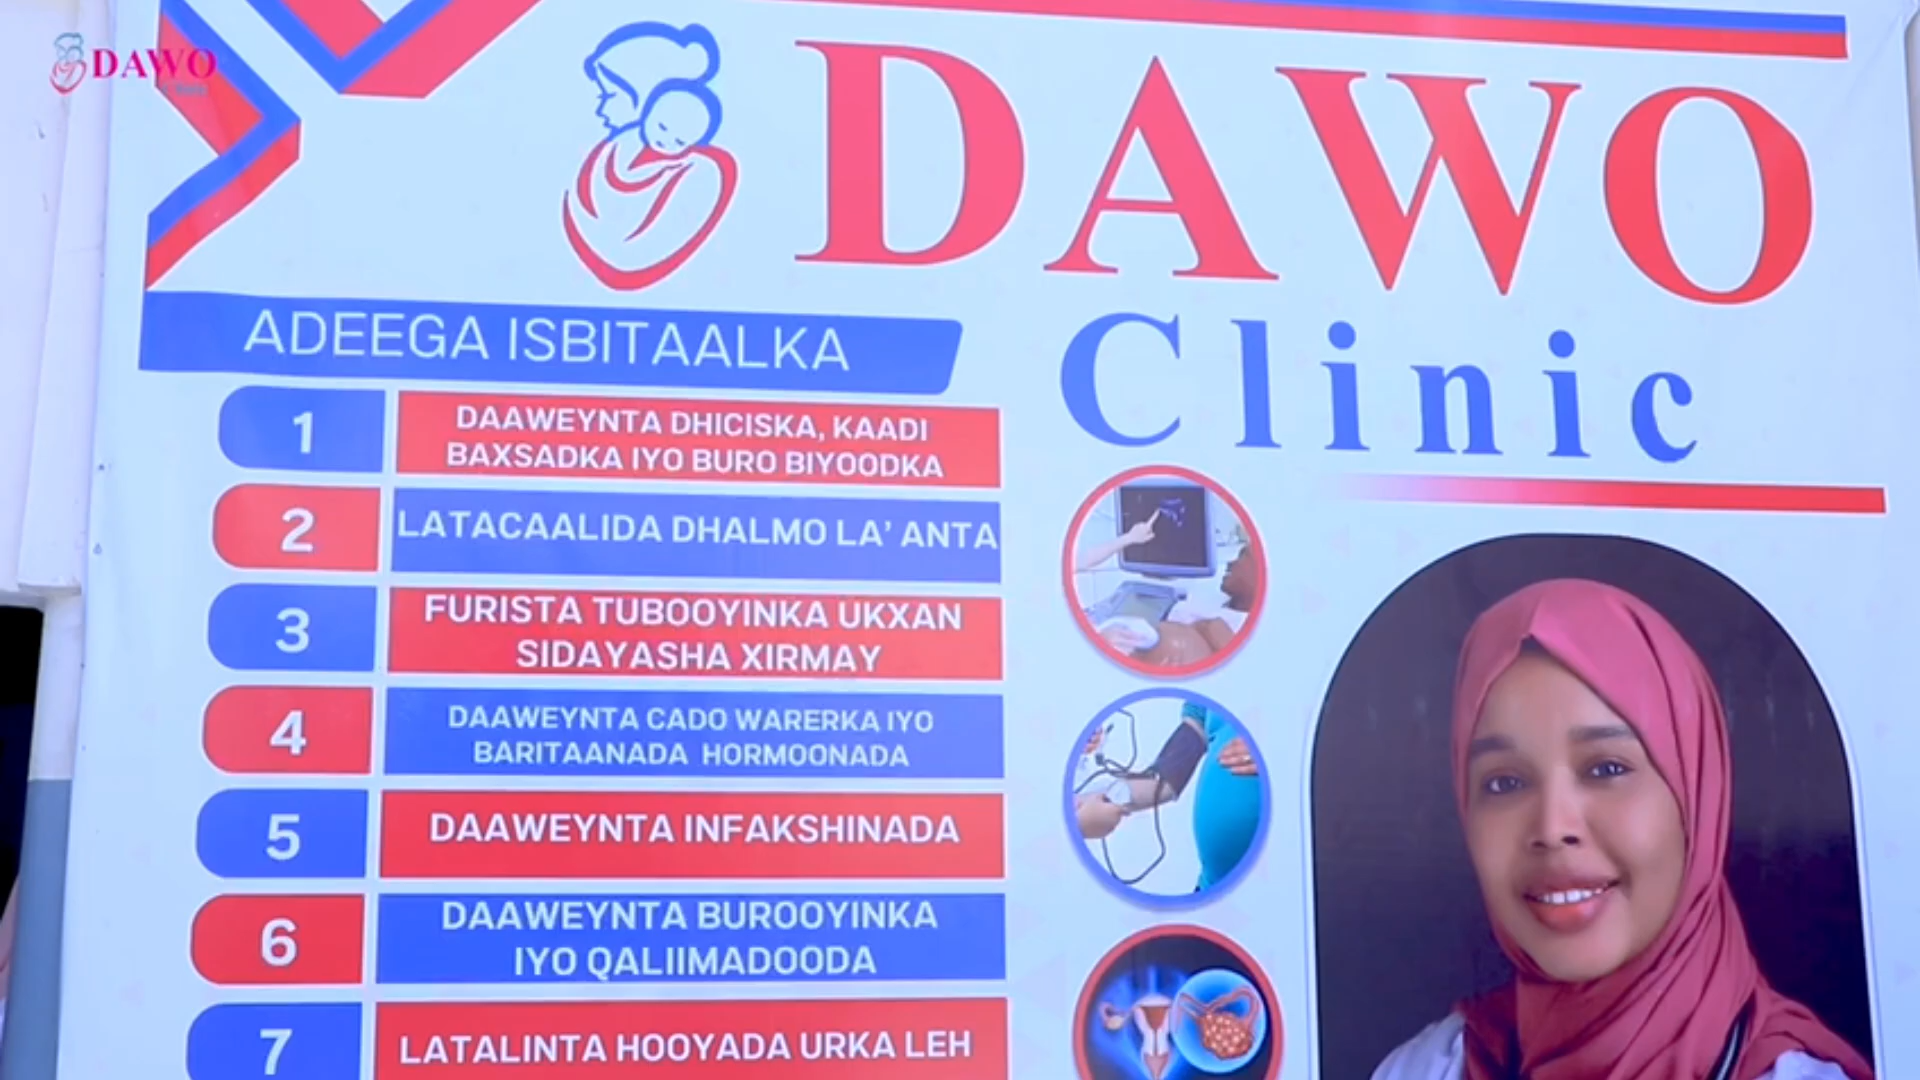 DAWO
DAWO
Clinic
ADEEGA ISBITAALKA
1
DAAWEYNTA DHICISKA, KAADI
BAXSADKA IYO BURO BIYOODKA
2
LATACAALIDA DHALMO LA' ANTA
3
FURISTA TUBOOYINKA UKXAN
SIDAYASHA XIRMAY
4
DAAWEYNTA CADO WARERKA IYO
BARITAANADA HORMOONADA
5
DAAWEYNTA INFAKSHINADA
6
DAAWEYNTA BUROOYINKA
IYO QALIIMADOODA
7
LATALINTA HOOYADA URKA LEH